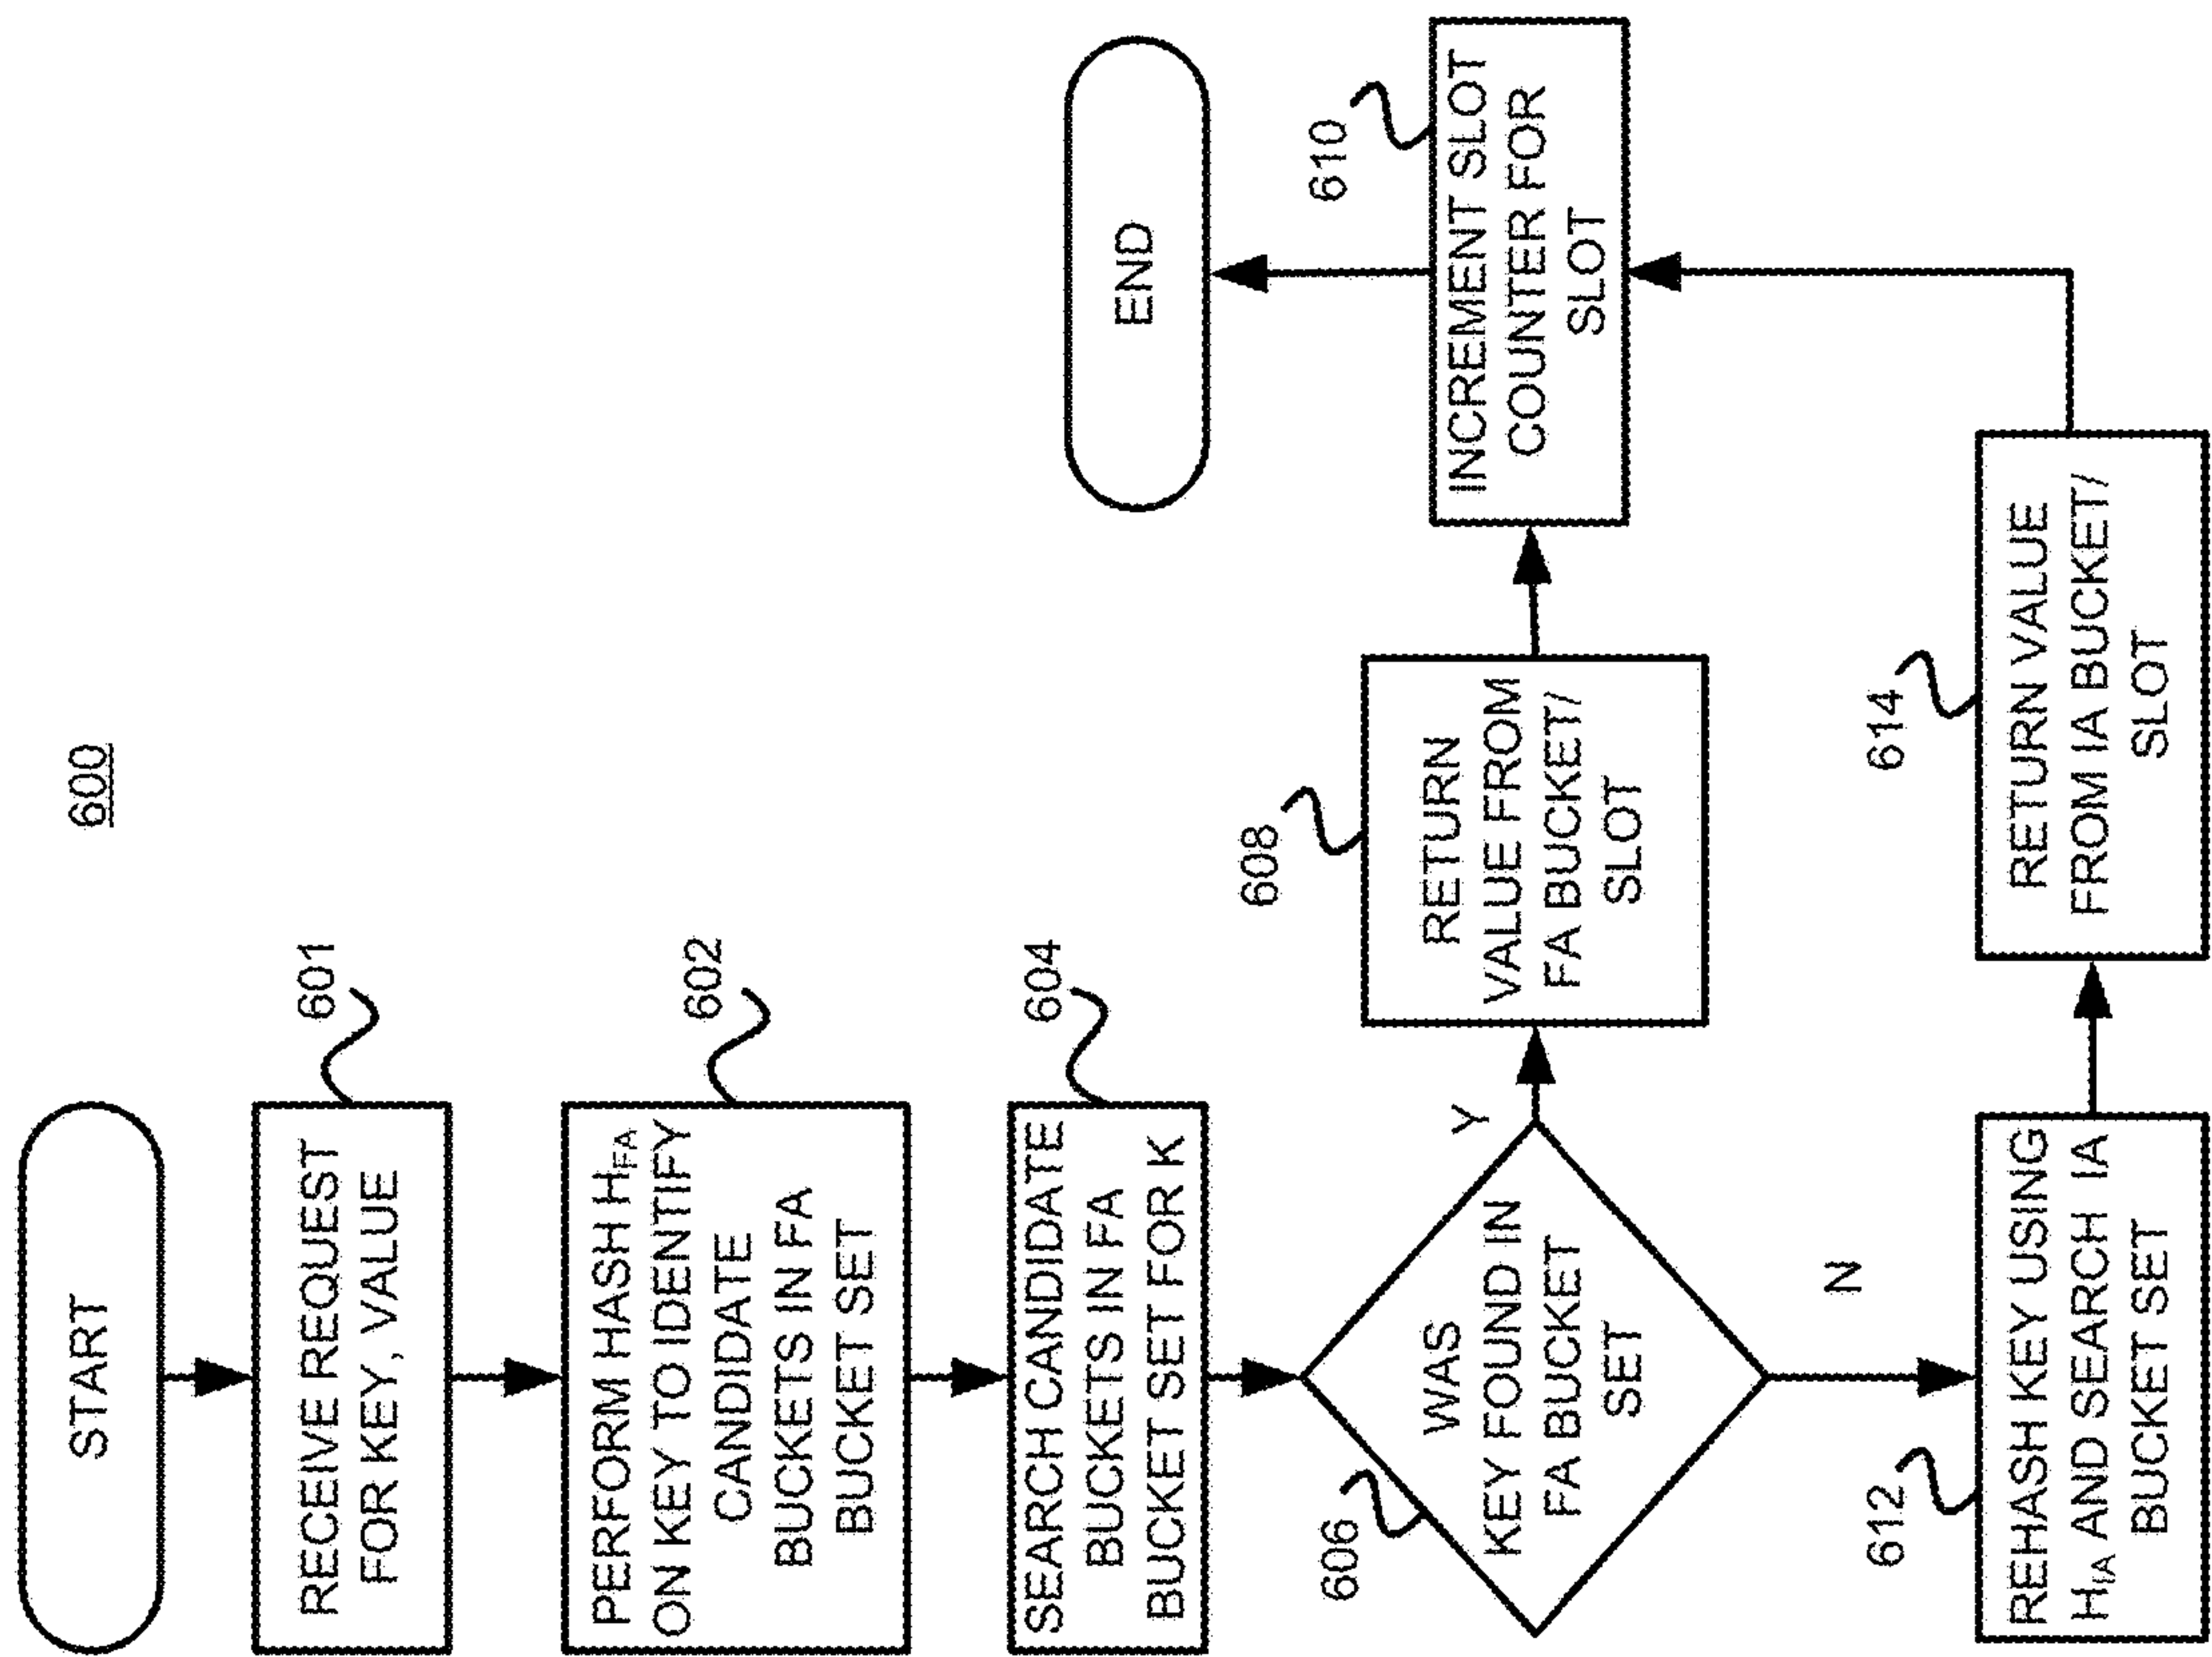 600
START
RECEIVE REQUEST
FOR KEY, VALUE
601
PERFORM HASH HFA
ON KEY TO IDENTIFY
CANDIDATE
BUCKETS IN FA
BUCKET SET
602
SEARCH CANDIDATE
BUCKETS IN FA
BUCKET SET FOR K
604
606
WAS
KEY FOUND IN
FA BUCKET
SET
Y
608
RETURN
VALUE FROM
FA BUCKET/
SLOT
610
INCREMENT SLOT
COUNTER FOR
SLOT
END
N
612
REHASH KEY USING
HIA AND SEARCH IA
BUCKET SET
614
RETURN VALUE
FROM IA BUCKET/
SLOT